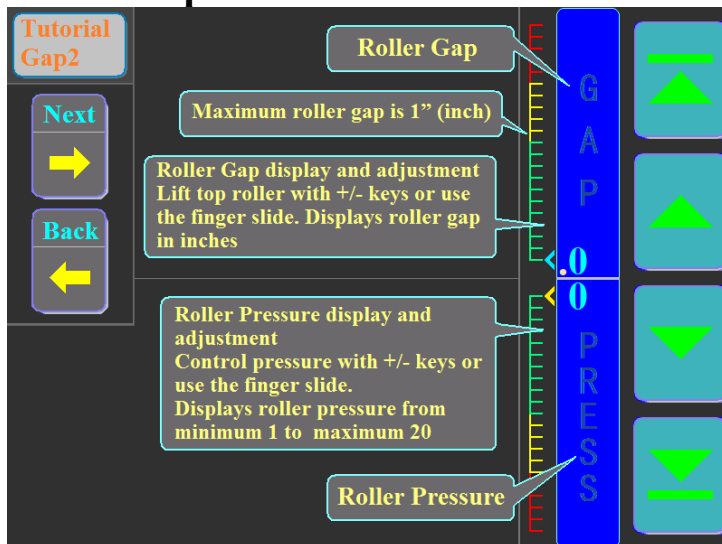 Tutorial
Gap2
Next
Back
Roller Gap
Maximum roller gap is 1” (inch)
Roller Gap display and adjustment
Lift top roller with +/- keys or use
the finger slide. Displays roller gap
in inches
GAP
.0
0
PRESS
Roller Pressure display and
adjustment
Control pressure with +/- keys or
use the finger slide.
Displays roller pressure from
minimum 1 to maximum 20
Roller Pressure